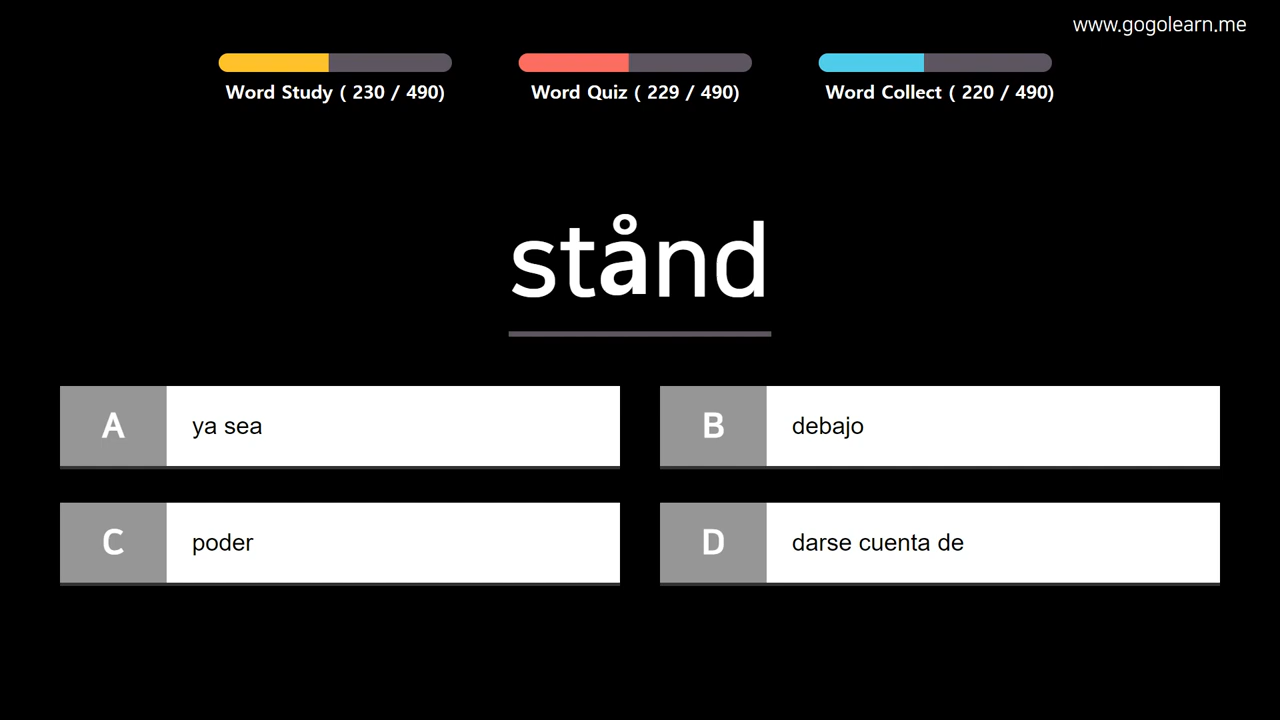 www.gogolearn.me
Word Study ( 230 / 490)
Word Quiz ( 229 / 490)
Word Collect ( 220 / 490)
stånd
A ya sea
B debajo
C poder
D darse cuenta de